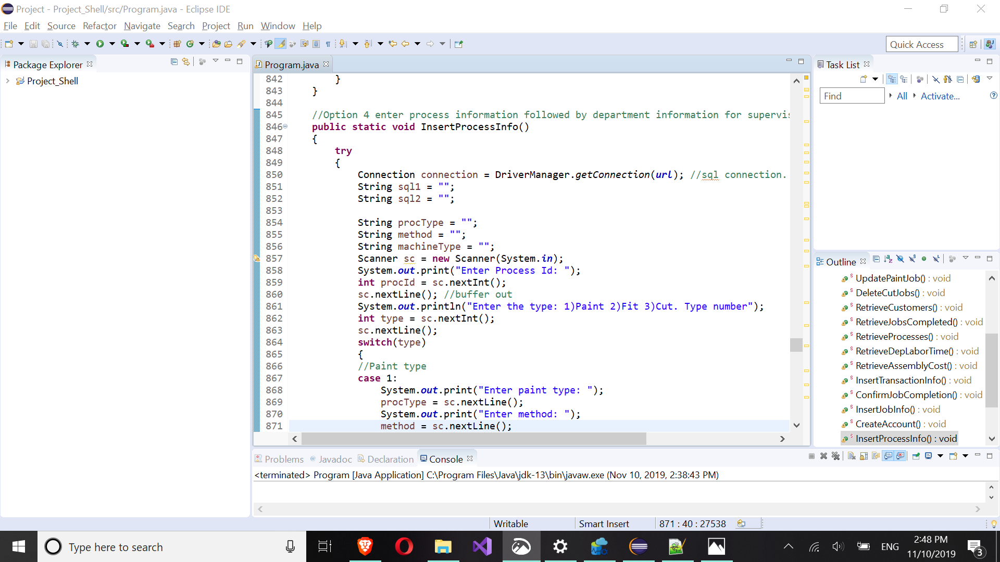 Project - Project_Shell/src/Program.java - Eclipse IDE
File Edit Source Refactor Navigate Search Project Run Window Help
Quick Access
Package Explorer
Project_Shell
Program.java
842 }
843 }
844
845 //Option 4 enter process information followed by department information for supervi
846 public static void InsertProcessInfo()
847 {
848 try
849 {
850 Connection connection = DriverManager.getConnection(url); //sql connection.
851 String sql1 = "";
852 String sql2 = "";
853
854 String procType = "";
855 String method = "";
856 String machineType = "";
857 Scanner sc = new Scanner(System.in);
858 System.out.print("Enter Process Id: ");
859 int procId = sc.nextInt();
860 sc.nextLine(); //buffer out
861 System.out.println("Enter the type: 1)Paint 2)Fit 3)Cut. Type number");
862 int type = sc.nextInt();
863 sc.nextLine();
864 switch(type)
865 {
866 //Paint type
867 case 1:
868 System.out.print("Enter paint type: ");
869 procType = sc.nextLine();
870 System.out.print("Enter method: ");
871 method = sc.nextLine();
Task List
Find All Activate...
Outline
UpdatePaintJob() : void
DeleteCutJobs() : void
RetrieveCustomers() : void
RetrieveJobsCompleted() : void
RetrieveProcesses() : void
RetrieveDepLaborTime() : void
RetrieveAssemblyCost() : void
InsertTransactionInfo() : void
ConfirmJobCompletion() : void
InsertJobInfo() : void
CreateAccount() : void
InsertProcessInfo() : void
Problems @ Javadoc Declaration Console
<terminated> Program [Java Application] C:\Program Files\Java\jdk-13\bin\javaw.exe (Nov 10, 2019, 2:38:43 PM)
Writable Smart Insert 871 : 40 : 27538
Type here to search
ENG
2:48 PM
11/10/2019
3